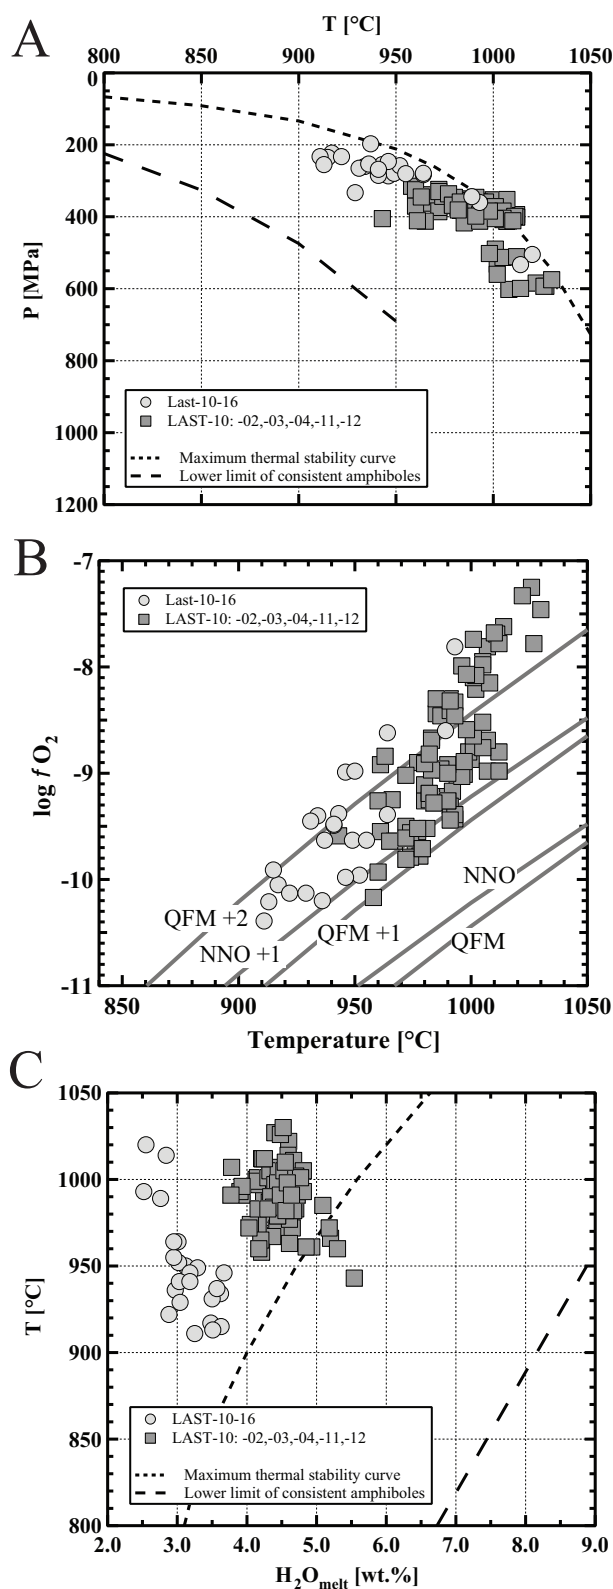 A
T [°C]
800 850 900 950 1000 1050
0
200
400
600
800
1000
1200
P [MPa]
Last-10-16
LAST-10: -02,-03,-04,-11,-12
Maximum thermal stability curve
Lower limit of consistent amphiboles
B
-7
-8
-9
-10
-11
log f O2
Last-10-16
LAST-10: -02,-03,-04,-11,-12
QFM +2
NNO +1
QFM +1
NNO
QFM
850 900 950 1000 1050
Temperature [°C]
C
1050
1000
950
900
850
800
T [°C]
LAST-10-16
LAST-10: -02,-03,-04,-11,-12
Maximum thermal stability curve
Lower limit of consistent amphiboles
2.0 3.0 4.0 5.0 6.0 7.0 8.0 9.0
H2Omelt [wt.%]